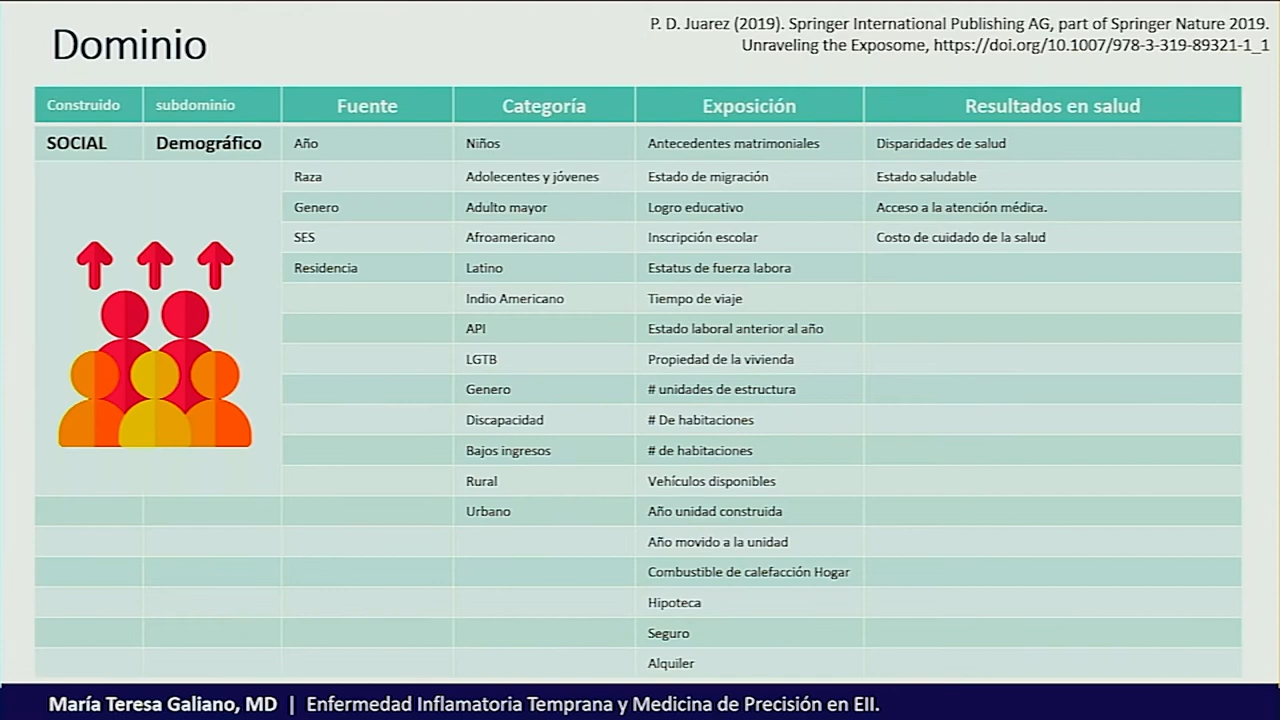 Dominio
P. D. Juarez (2019). Springer International Publishing AG, part of Springer Nature 2019.
Unraveling the Exposome, https://doi.org/10.1007/978-3-319-89321-1_1
Construido subdominio Fuente Categoría Exposición Resultados en salud
SOCIAL Demográfico Año Niños Antecedentes matrimoniales Disparidades de salud
Raza Adolecentes y jóvenes Estado de migración Estado saludable
Genero Adulto mayor Logro educativo Acceso a la atención médica.
SES Afroamericano Inscripción escolar Costo de cuidado de la salud
Residencia Latino Estatus de fuerza labora
Indio Americano Tiempo de viaje
API Estado laboral anterior al año
LGTB Propiedad de la vivienda
Genero # unidades de estructura
Discapacidad # De habitaciones
Bajos ingresos # de habitaciones
Rural Vehículos disponibles
Urbano Año unidad construida
Año movido a la unidad
Combustible de calefacción Hogar
Hipoteca
Seguro
Alquiler
María Teresa Galiano, MD | Enfermedad Inflamatoria Temprana y Medicina de Precisión en EII.